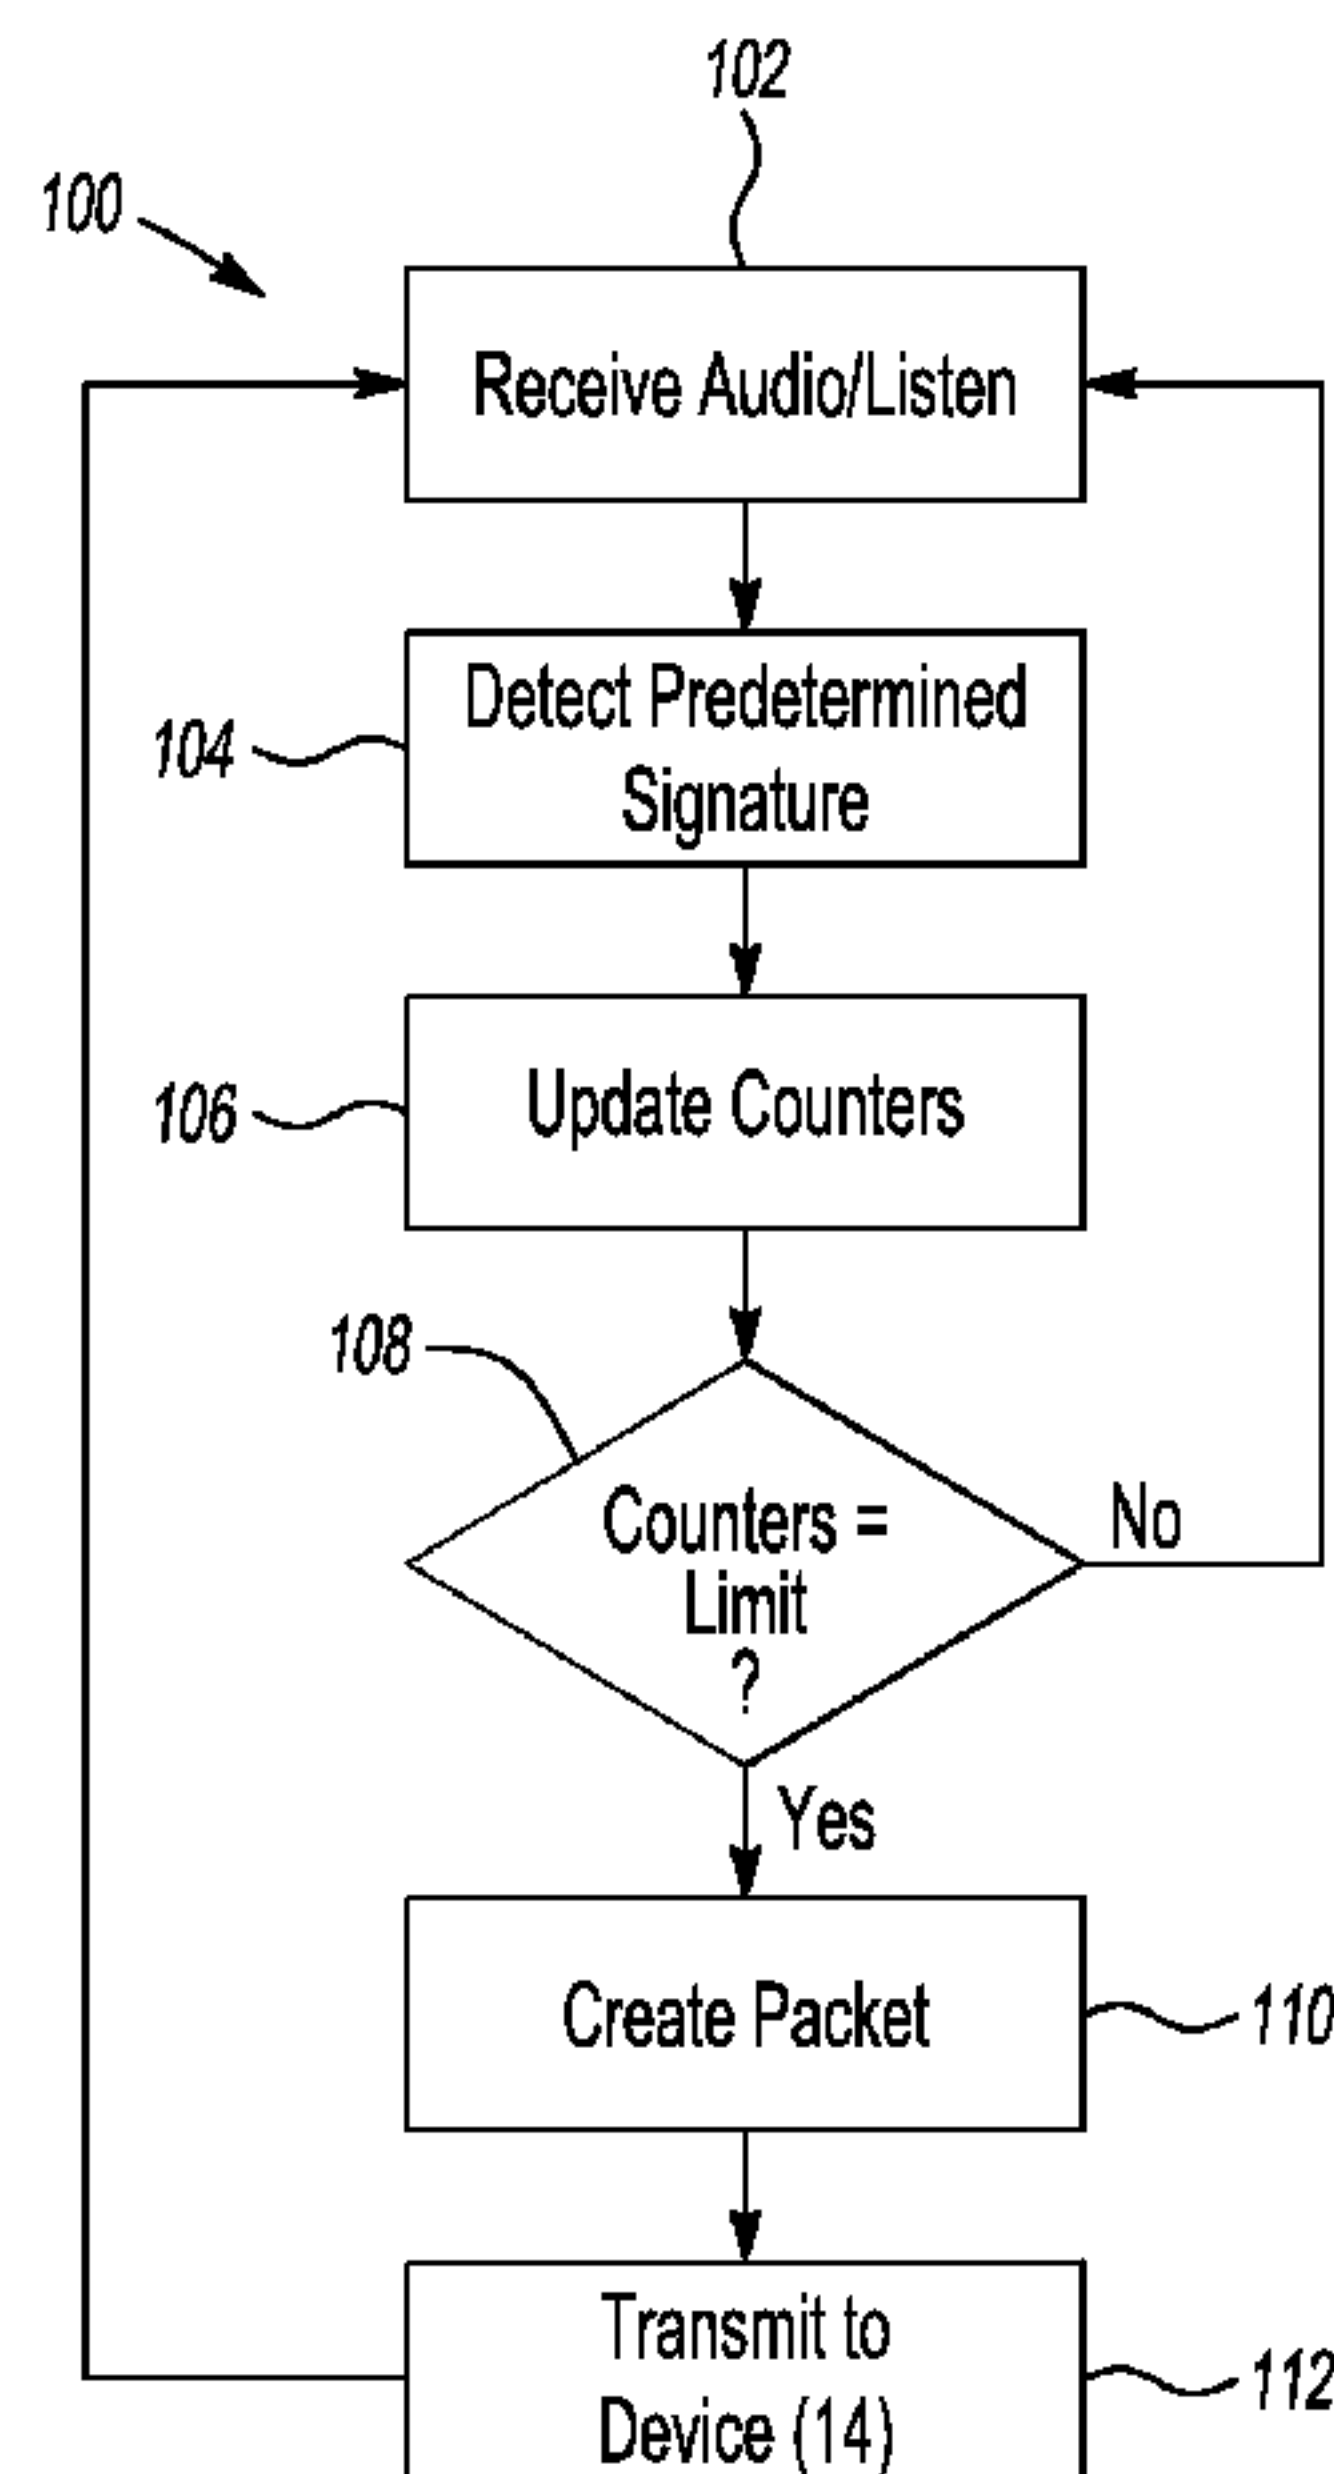 102
100
Receive Audio/Listen
Detect Predetermined
Signature
104
Update Counters
106
108
Counters =
Limit
?
No
Yes
Create Packet
110
Transmit to
Device (14)
112